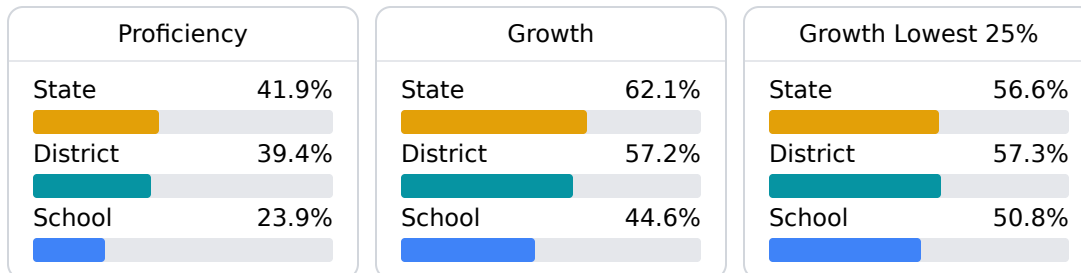 Proficiency
State 41.9%
District 39.4%
School 23.9%
Growth
State 62.1%
District 57.2%
School 44.6%
Growth Lowest 25%
State 56.6%
District 57.3%
School 50.8%